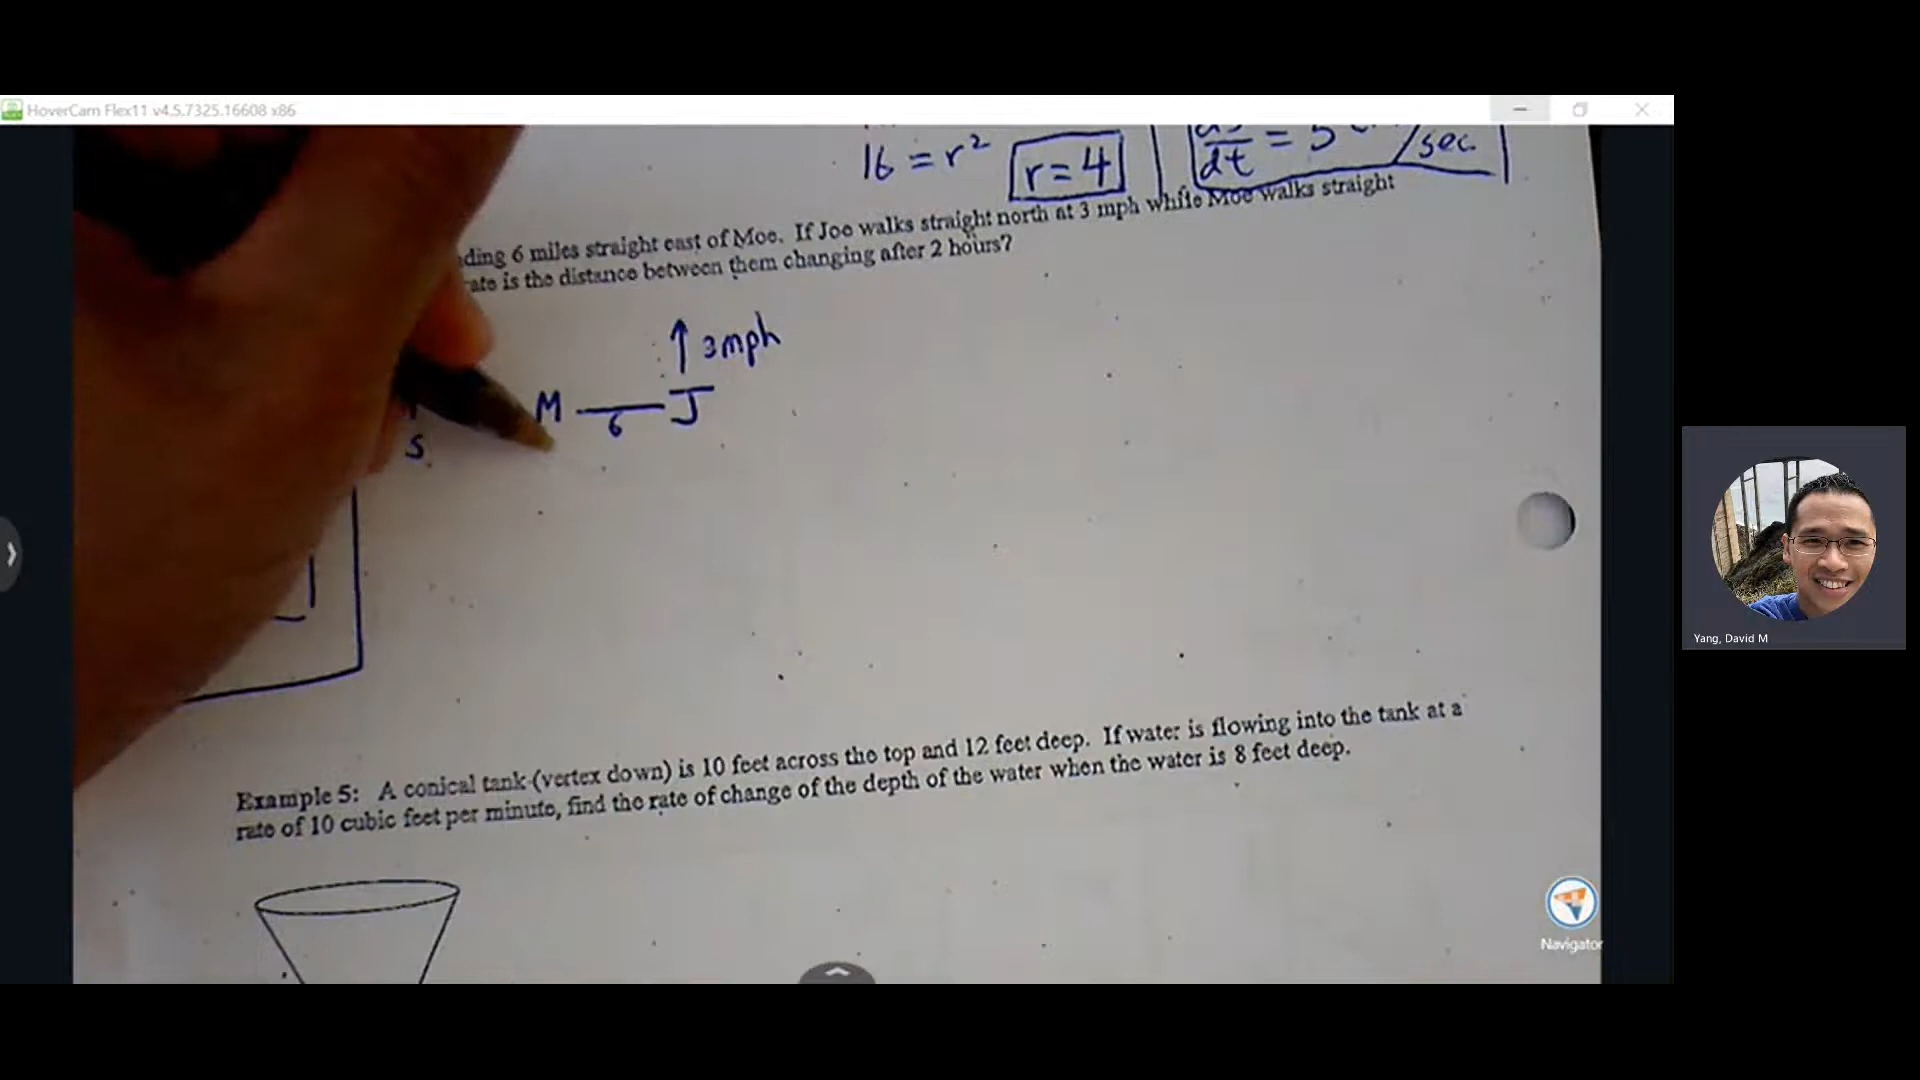 HoverCam Flex11 v4.5.7325.16608 x86
16 = r²
r = 4
dt = 5 /sec
ding 6 miles straight east of Moe. If Joe walks straight north at 3 mph while Moe walks straight
ate is the distance between them changing after 2 hours?
3mph
M 6 J
S
Example 5: A conical tank (vertex down) is 10 feet across the top and 12 feet deep. If water is flowing into the tank at a
rate of 10 cubic feet per minute, find the rate of change of the depth of the water when the water is 8 feet deep.
Navigator
Yang, David M